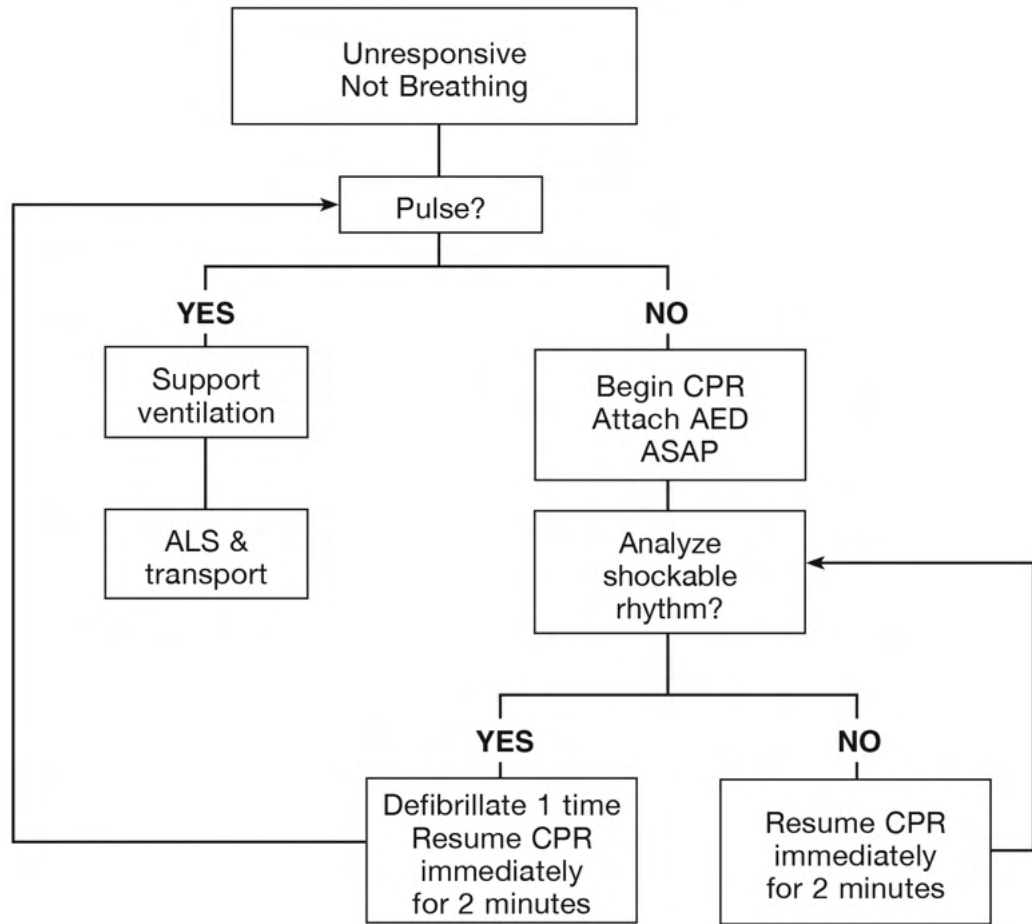 Unresponsive
Not Breathing
Pulse?
YES
NO
Support
ventilation
ALS &
transport
Begin CPR
Attach AED
ASAP
Analyze
shockable
rhythm?
YES
NO
Defibrillate 1 time
Resume CPR
immediately
for 2 minutes
Resume CPR
immediately
for 2 minutes